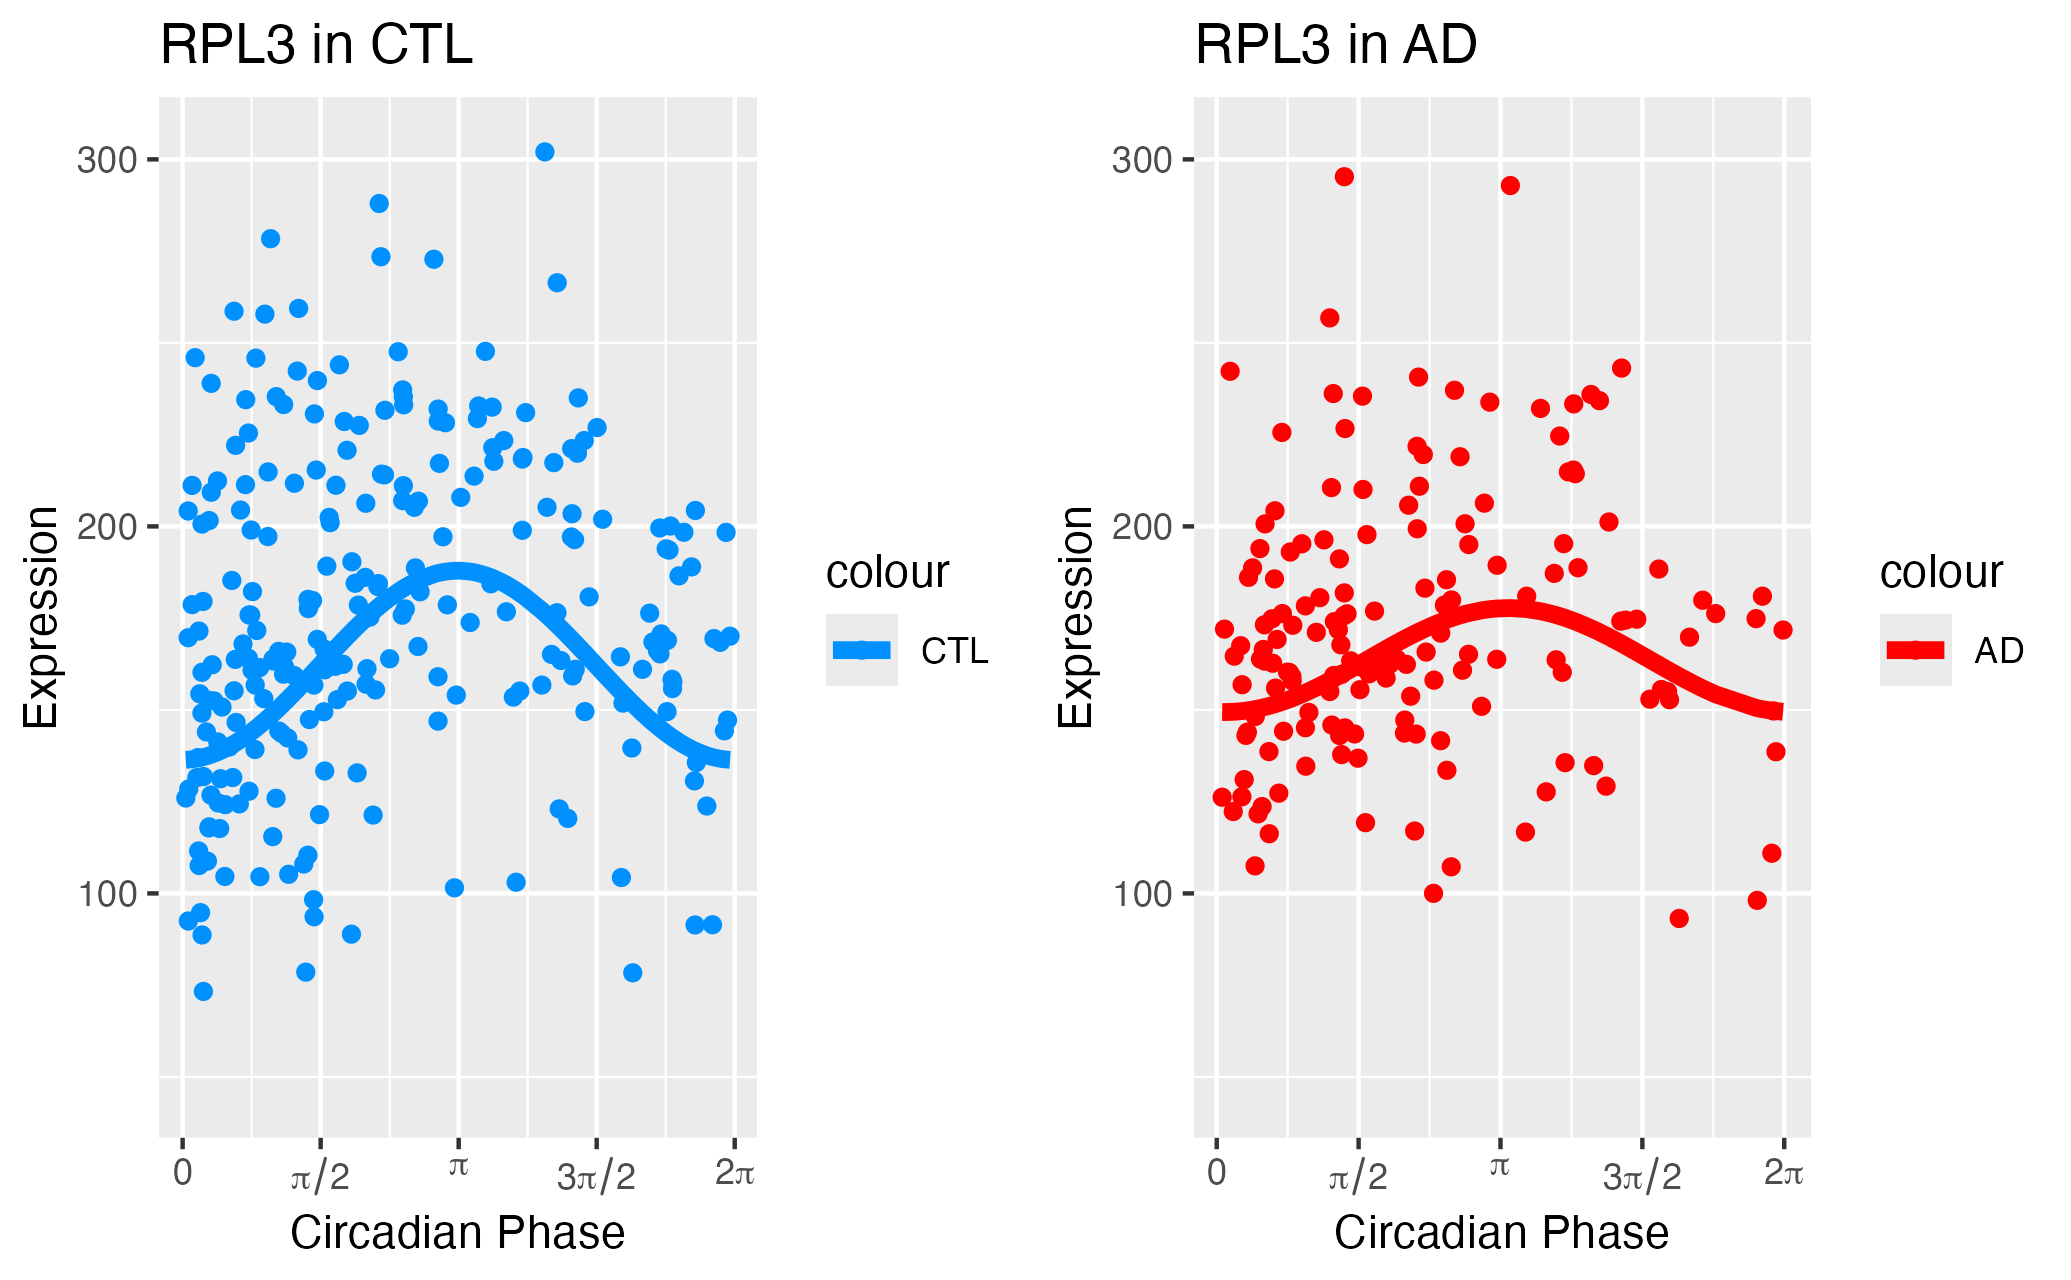 RPL3 in CTL
300
200
100
Expression
0 π/2 π 3π/2 2π
Circadian Phase
colour
CTL
RPL3 in AD
300
200
100
Expression
0 π/2 π 3π/2 2π
Circadian Phase
colour
AD